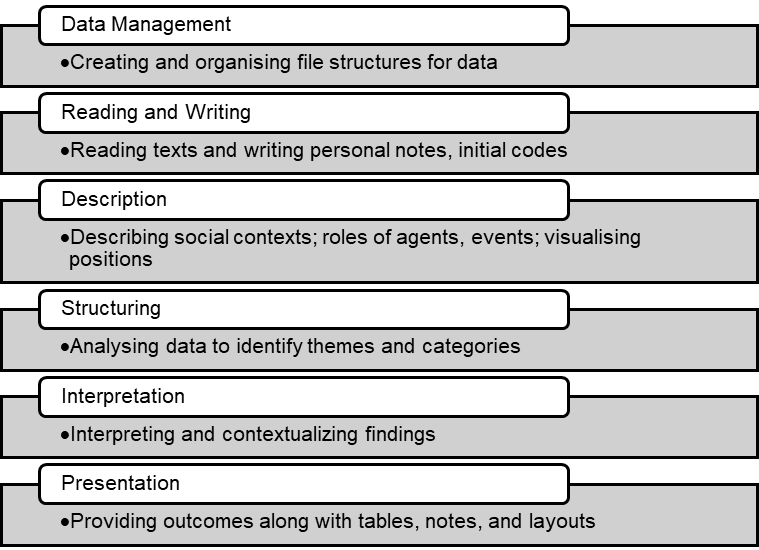 Data Management
•Creating and organising file structures for data
Reading and Writing
•Reading texts and writing personal notes, initial codes
Description
•Describing social contexts; roles of agents, events; visualising
positions
Structuring
•Analysing data to identify themes and categories
Interpretation
•Interpreting and contextualizing findings
Presentation
•Providing outcomes along with tables, notes, and layouts